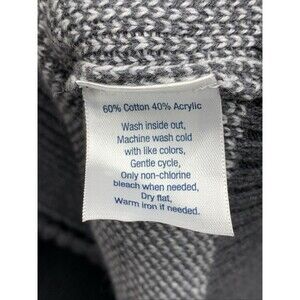 60% Cotton 40% Acrylic
Wash inside out,
Machine wash cold
with like colors,
Gentle cycle,
Only non-chlorine
bleach when needed,
Dry flat,
Warm iron if needed.